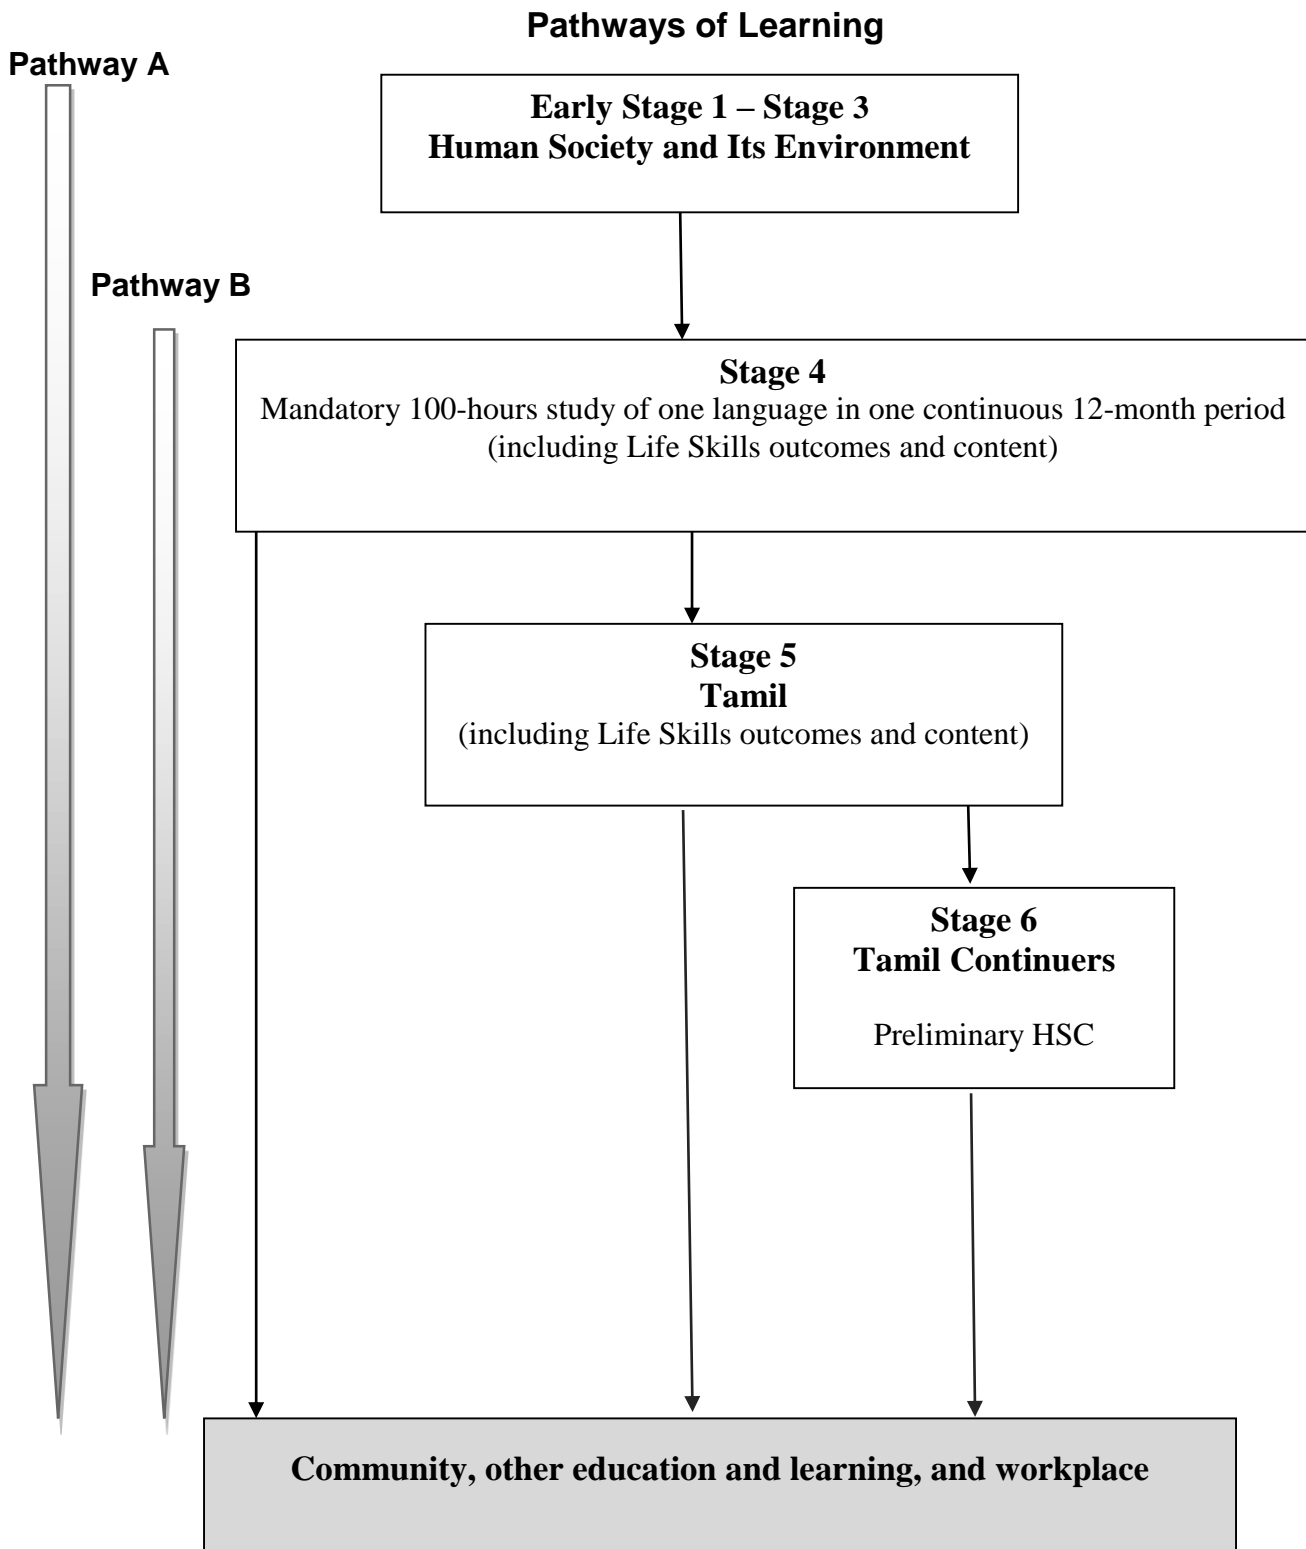 Pathways of Learning
Pathway A
Early Stage 1 – Stage 3
Human Society and Its Environment
Pathway B
Stage 4
Mandatory 100-hours study of one language in one continuous 12-month period
(including Life Skills outcomes and content)
Stage 5
Tamil
(including Life Skills outcomes and content)
Stage 6
Tamil Continuers
Preliminary HSC
Community, other education and learning, and workplace